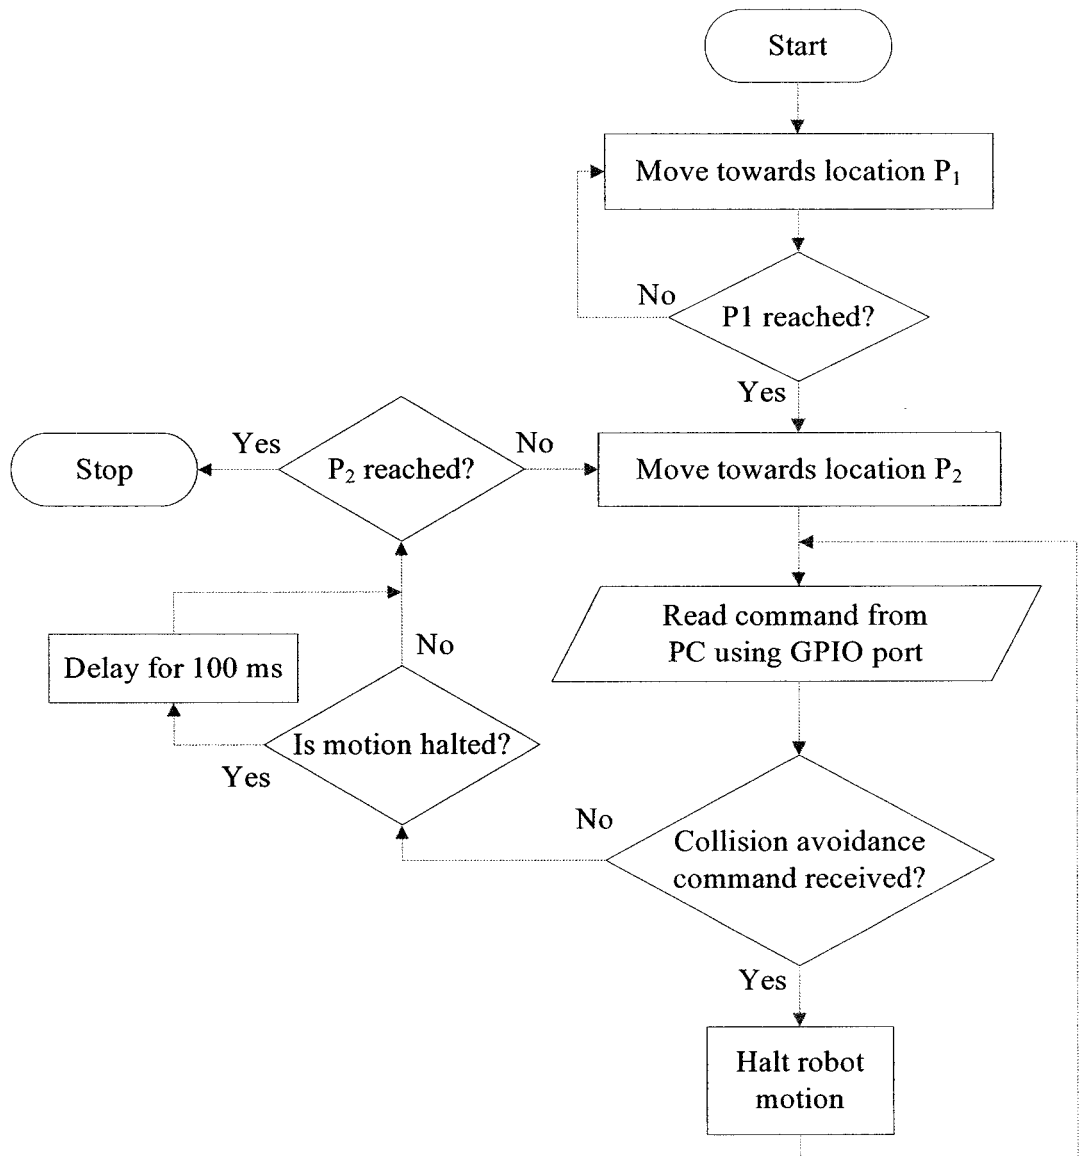 Start
Move towards location P₁
No
P1 reached?
Yes
Yes
P₂ reached?
No
Stop
Move towards location P₂
Read command from
PC using GPIO port
No
Delay for 100 ms
Is motion halted?
Yes
No
Collision avoidance
command received?
Yes
Halt robot
motion